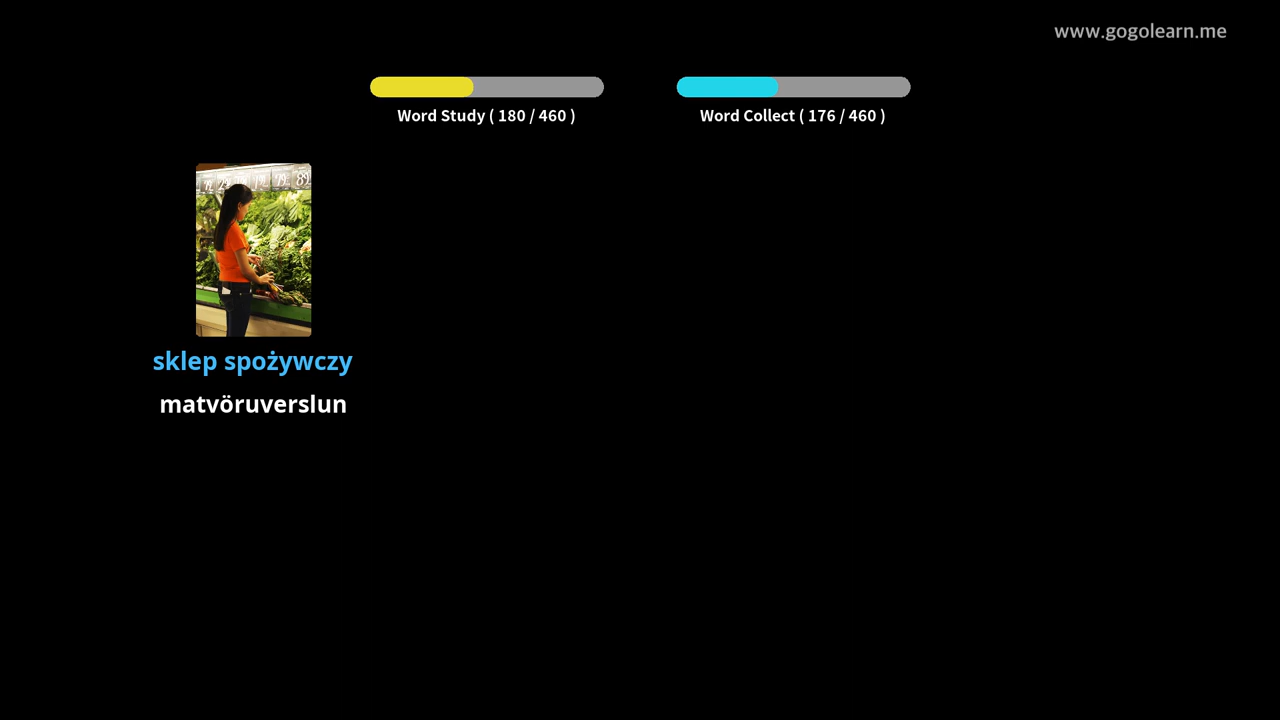 www.gogolearn.me
Word Study ( 180 / 460 )
Word Collect ( 176 / 460 )
sklep spożywczy
matvöruverslun